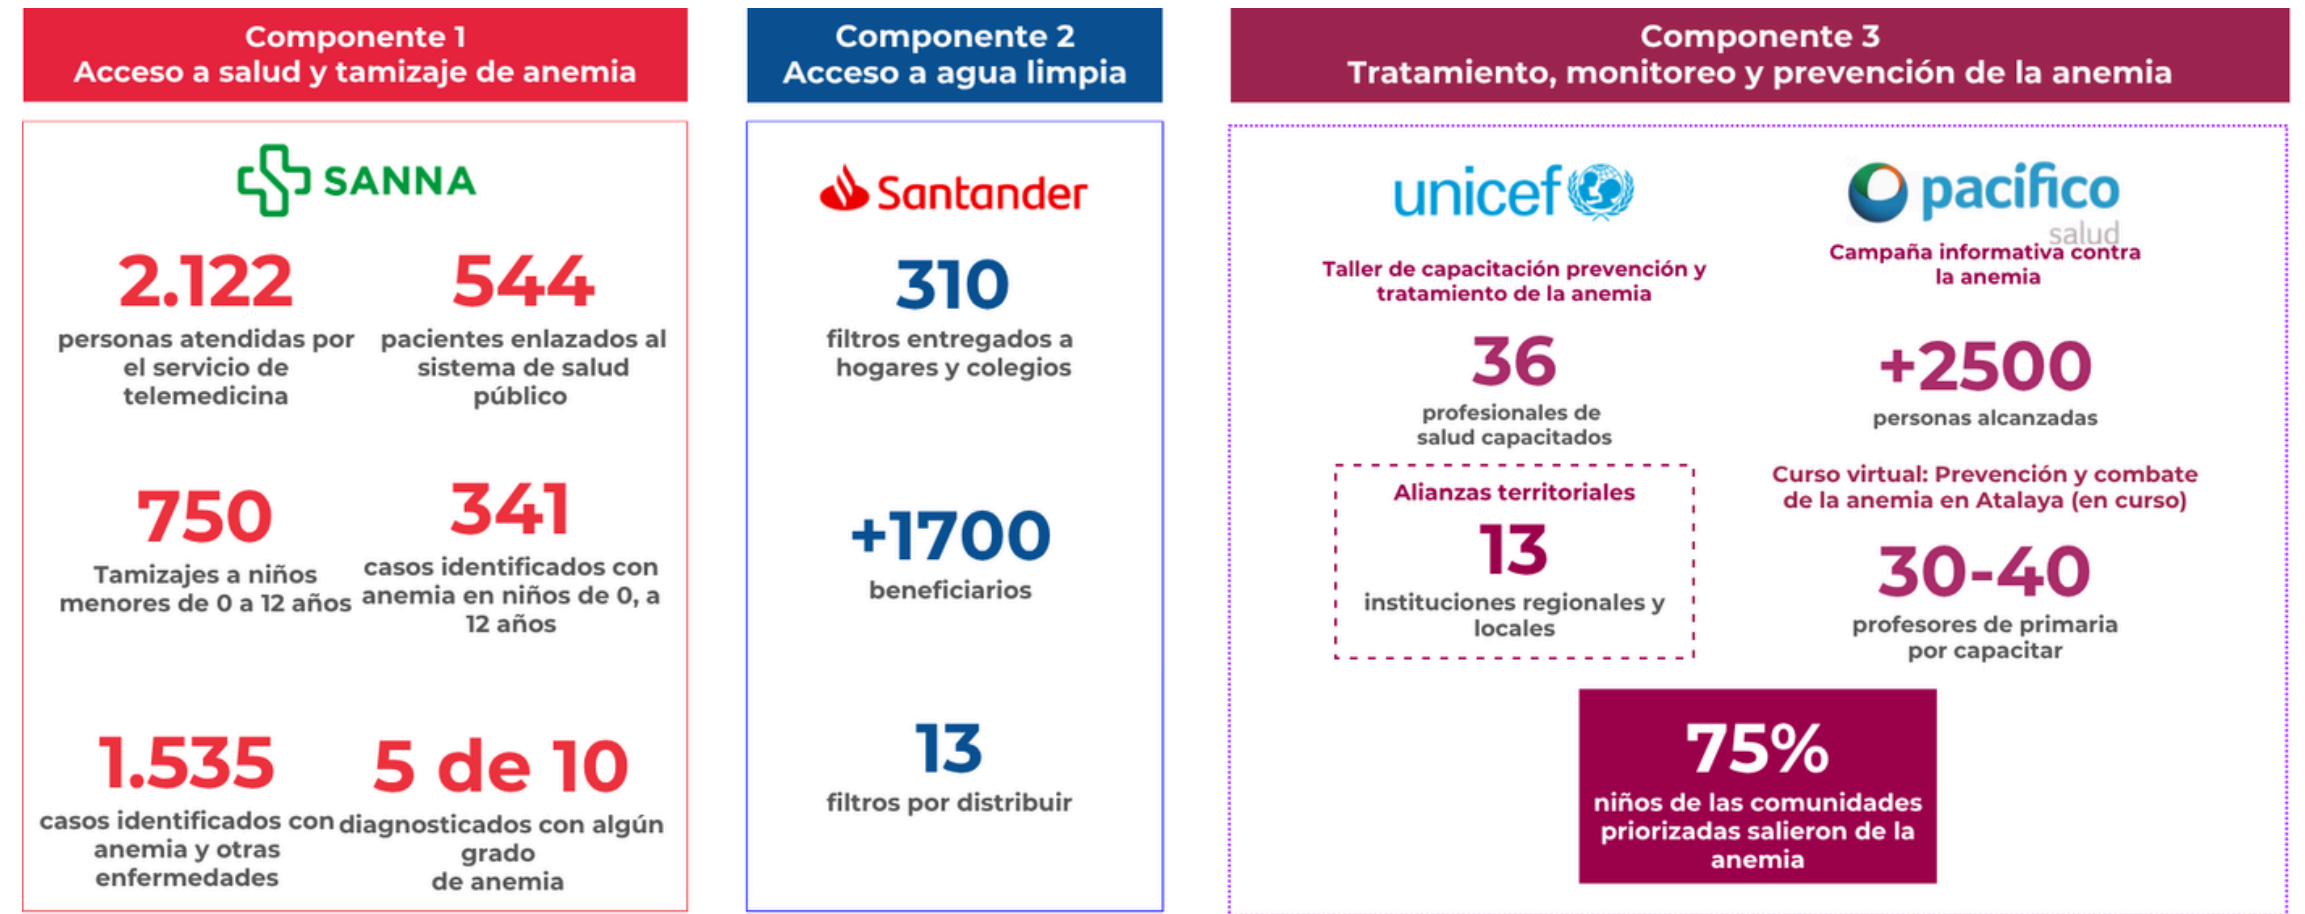 Componente 1
Acceso a salud y tamizaje de anemia
SANNA
2.122
personas atendidas por
el servicio de
telemedicina
544
pacientes enlazados al
sistema de salud
público
750
Tamizajes a niños
menores de 0 a 12 años
341
casos identificados con
anemia en niños de 0, a
12 años
1.535
casos identificados con
anemia y otras
enfermedades
5 de 10
diagnosticados con algún
grado
de anemia
Componente 2
Acceso a agua limpia
Santander
310
filtros entregados a
hogares y colegios
+1700
beneficiarios
13
filtros por distribuir
Componente 3
Tratamiento, monitoreo y prevención de la anemia
unicef
Taller de capacitación prevención y
tratamiento de la anemia
36
profesionales de
salud capacitados
Alianzas territoriales
13
instituciones regionales y
locales
pacifico
salud
Campaña informativa contra
la anemia
+2500
personas alcanzadas
Curso virtual: Prevención y combate
de la anemia en Atalaya (en curso)
30-40
profesores de primaria
por capacitar
75%
niños de las comunidades
priorizadas salieron de la
anemia